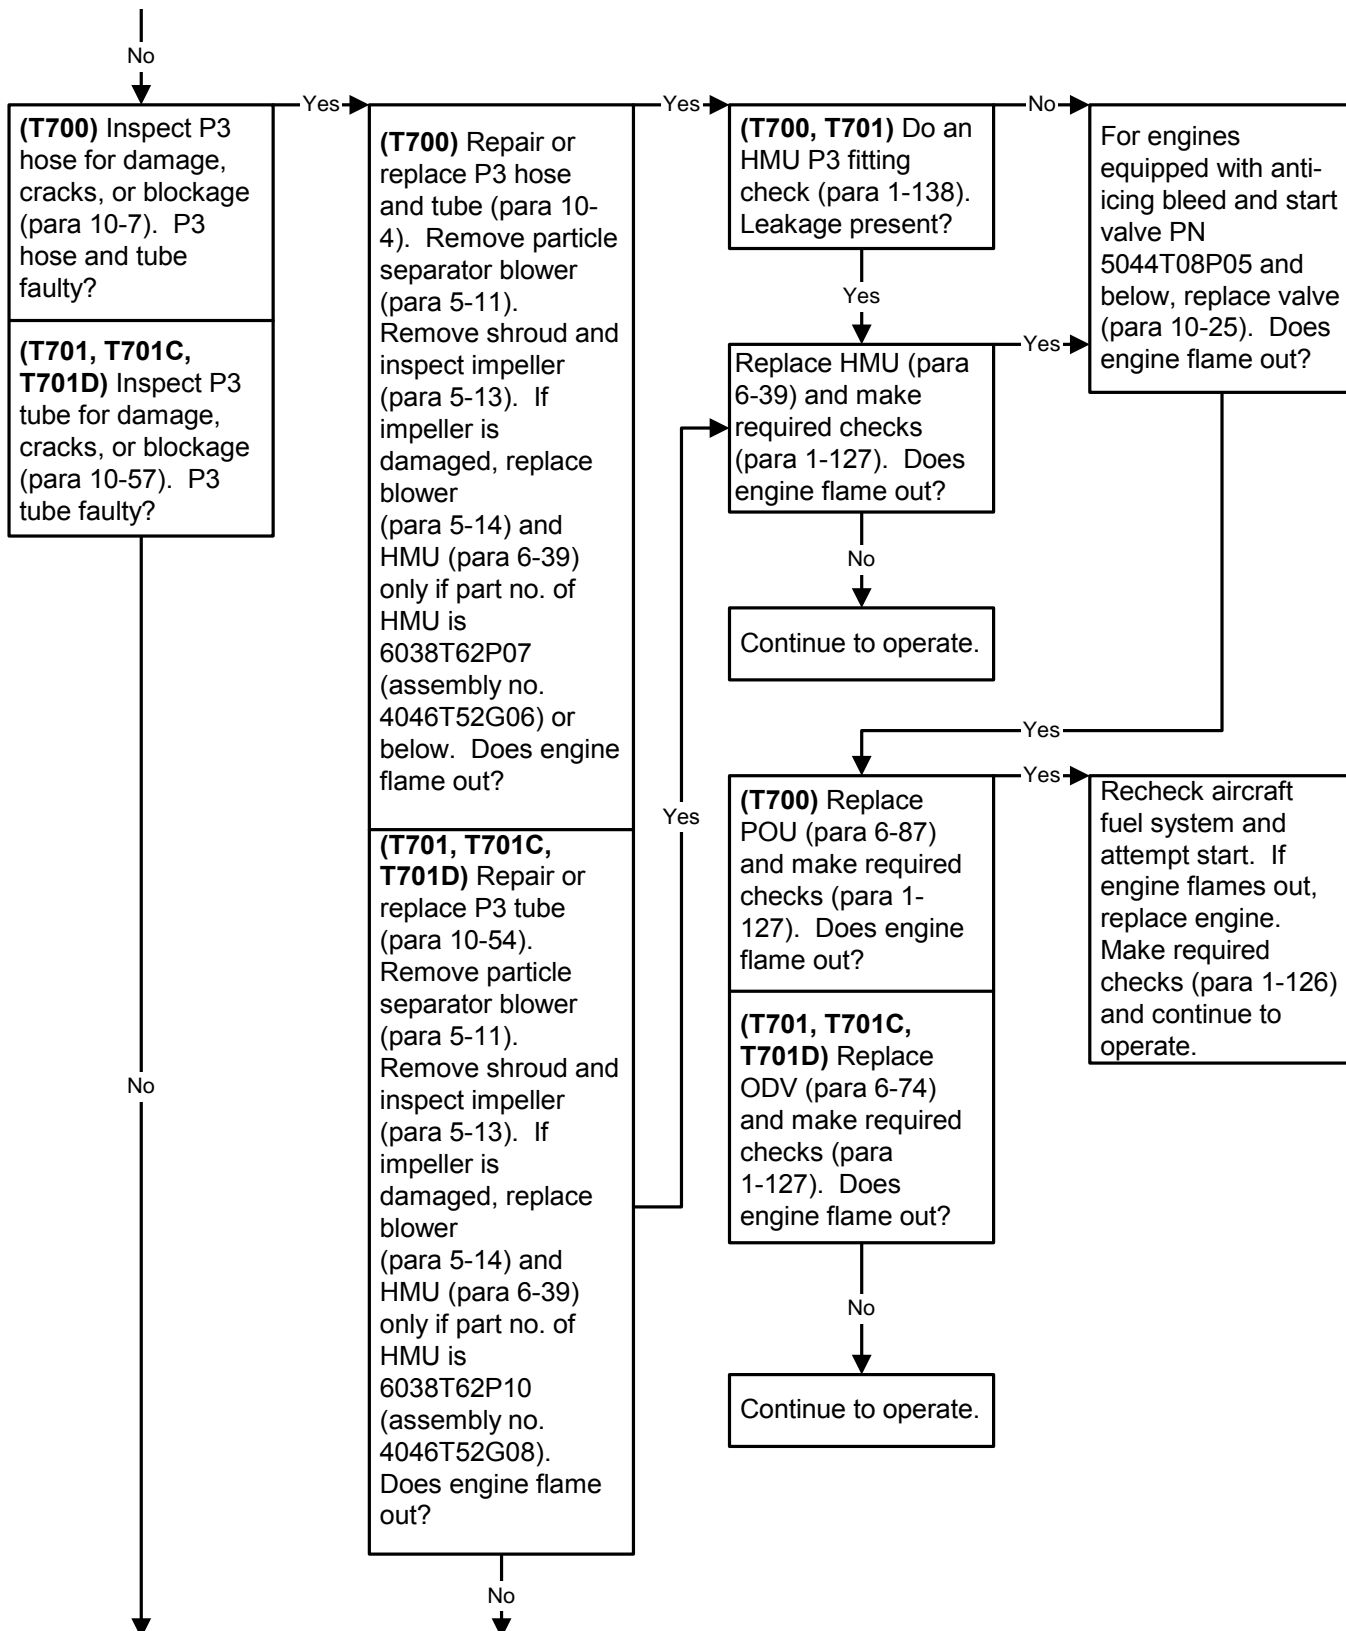 No
(T700) Inspect P3
hose for damage,
cracks, or blockage
(para 10-7).  P3
hose and tube
faulty?
(T701, T701C,
T701D) Inspect P3
tube for damage,
cracks, or blockage
(para 10-57).  P3
tube faulty?
No
Yes
(T700) Repair or
replace P3 hose
and tube (para 10-
4).  Remove particle
separator blower
(para 5-11).
Remove shroud and
inspect impeller
(para 5-13).  If
impeller is
damaged, replace
blower
(para 5-14) and
HMU (para 6-39)
only if part no. of
HMU is
6038T62P07
(assembly no.
4046T52G06) or
below.  Does engine
flame out?
(T701, T701C,
T701D) Repair or
replace P3 tube
(para 10-54).
Remove particle
separator blower
(para 5-11).
Remove shroud and
inspect impeller
(para 5-13).  If
impeller is
damaged, replace
blower
(para 5-14) and
HMU (para 6-39)
only if part no. of
HMU is
6038T62P10
(assembly no.
4046T52G08).
Does engine flame
out?
No
Yes
Yes
(T700, T701) Do an
HMU P3 fitting
check (para 1-138).
Leakage present?
Yes
Replace HMU (para
6-39) and make
required checks
(para 1-127).  Does
engine flame out?
No
Continue to operate.
No
Yes
For engines
equipped with anti-
icing bleed and start
valve PN
5044T08P05 and
below, replace valve
(para 10-25).  Does
engine flame out?
Yes
(T700) Replace
POU (para 6-87)
and make required
checks (para 1-
127).  Does engine
flame out?
(T701, T701C,
T701D) Replace
ODV (para 6-74)
and make required
checks (para
1-127).  Does
engine flame out?
No
Continue to operate.
Yes
Recheck aircraft
fuel system and
attempt start.  If
engine flames out,
replace engine.
Make required
checks (para 1-126)
and continue to
operate.